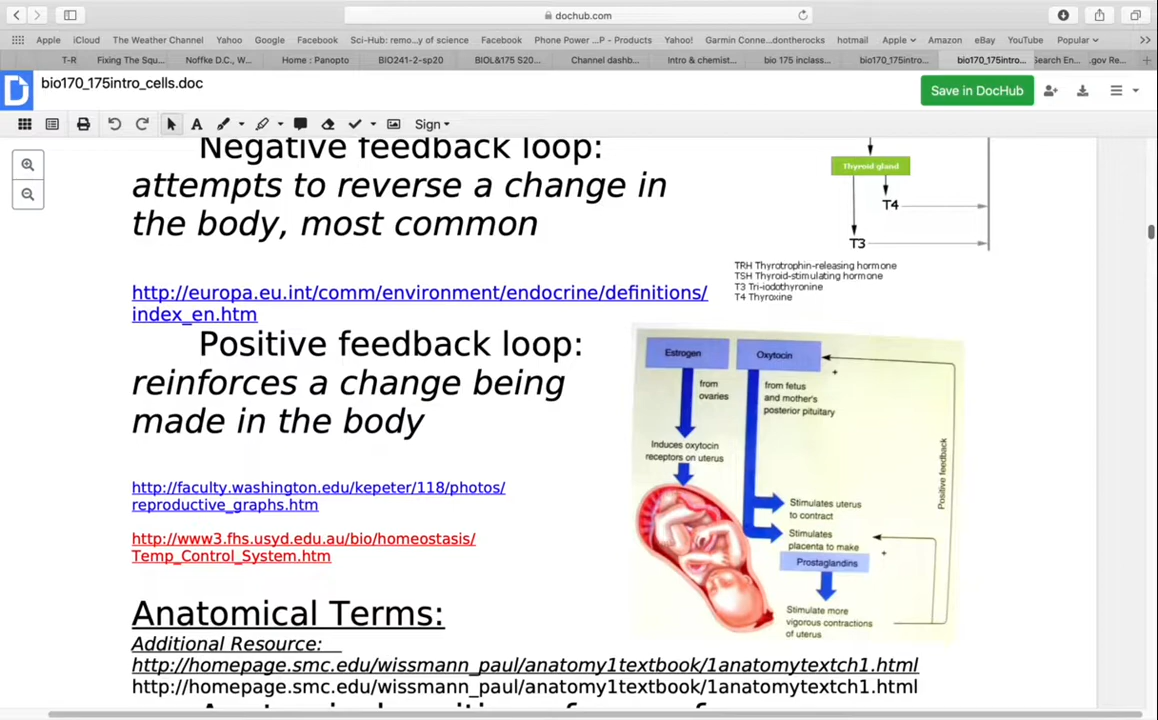 dochub.com
Apple iCloud The Weather Channel Yahoo Google Facebook Sci-Hub: remo...y of science Facebook Phone Power ...P - Products Yahoo! Garmin Conne...dontherocks hotmail Apple Amazon eBay YouTube Popular
T-R Fixing The Squ... Noffke D.C., W... Home : Panopto BIO241-2-sp20 BIOL&175 S20... Channel dashb... Intro & chemist... bio 175 inclass... bio170_175intro... bio170_175intro... Search En... .gov Re...
bio170_175intro_cells.doc
Save in DocHub
A
Sign
Negative feedback loop:
attempts to reverse a change in
the body, most common
http://europa.eu.int/comm/environment/endocrine/definitions/
index_en.htm
Thyroid gland
T4
T3
TRH Thyrotrophin-releasing hormone
TSH Thyroid-stimulating hormone
T3 Tri-iodothyronine
T4 Thyroxine
Positive feedback loop:
reinforces a change being
made in the body
http://faculty.washington.edu/kepeter/118/photos/
reproductive_graphs.htm
http://www3.fhs.usyd.edu.au/bio/homeostasis/
Temp_Control_System.htm
Estrogen
Oxytocin
+
from
ovaries
from fetus
and mother's
posterior pituitary
Induces oxytocin
receptors on uterus
Positive feedback
Stimulates uterus
to contract
Stimulates
placenta to make
+
Prostaglandins
Stimulate more
vigorous contractions
of uterus
Anatomical Terms:
Additional Resource:
http://homepage.smc.edu/wissmann_paul/anatomy1textbook/1anatomytextch1.html
http://homepage.smc.edu/wissmann_paul/anatomy1textbook/1anatomytextch1.html